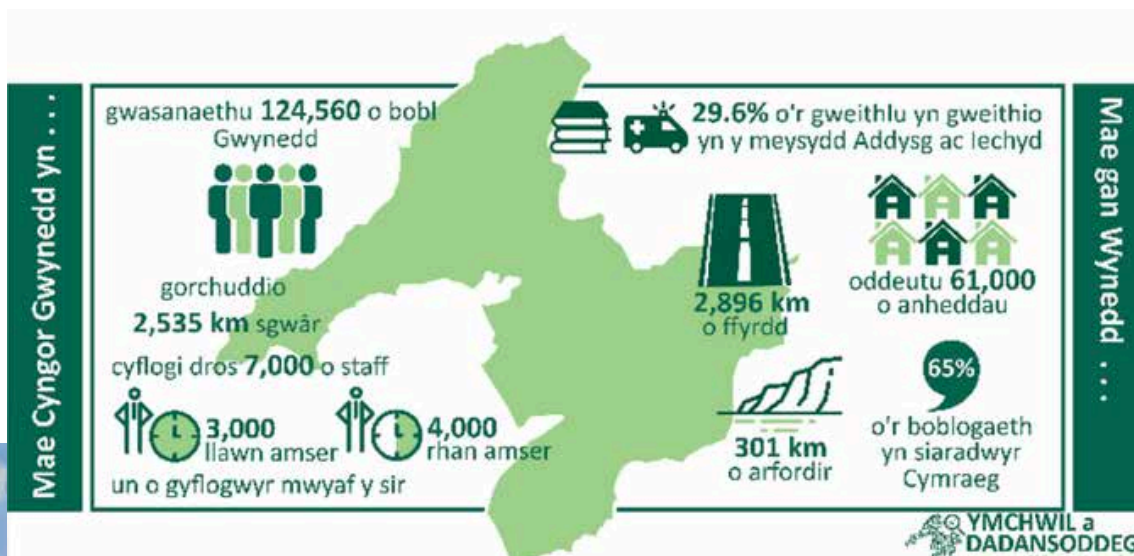 Mae Cyngor Gwynedd yn . . .
gwasanaethu 124,560 o bobl
Gwynedd
gorchuddio
2,535 km sgwâr
cyflogi dros 7,000 o staff
3,000
llawn amser
4,000
rhan amser
un o gyflogwyr mwyaf y sir
Mae gan Wynedd . . .
29.6% o'r gweithlu yn gweithio
yn y meysydd Addysg ac Iechyd
2,896 km
o ffyrdd
oddeutu 61,000
o anheddau
301 km
o arfordir
65%
o'r boblogaeth
yn siaradwyr
Cymraeg
YMCHWIL a
DADANSODDEG